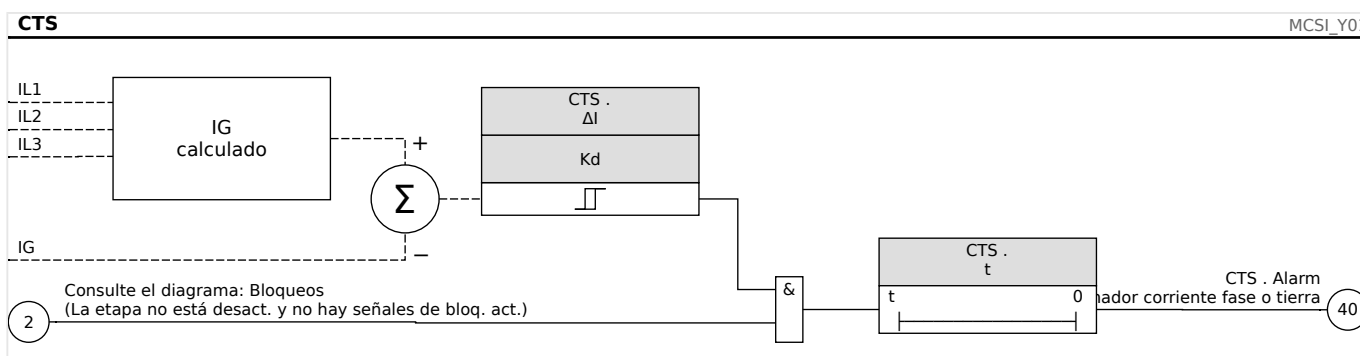 CTS
MCSI_Y0
IL1
IL2
IL3
IG
calculado
+
Σ
−
IG
CTS .
ΔI
Kd
Consulte el diagrama: Bloqueos
(La etapa no está desact. y no hay señales de bloq. act.)
2
&
CTS .
t
t
0
CTS . Alarm
corriente fase o tierra
40